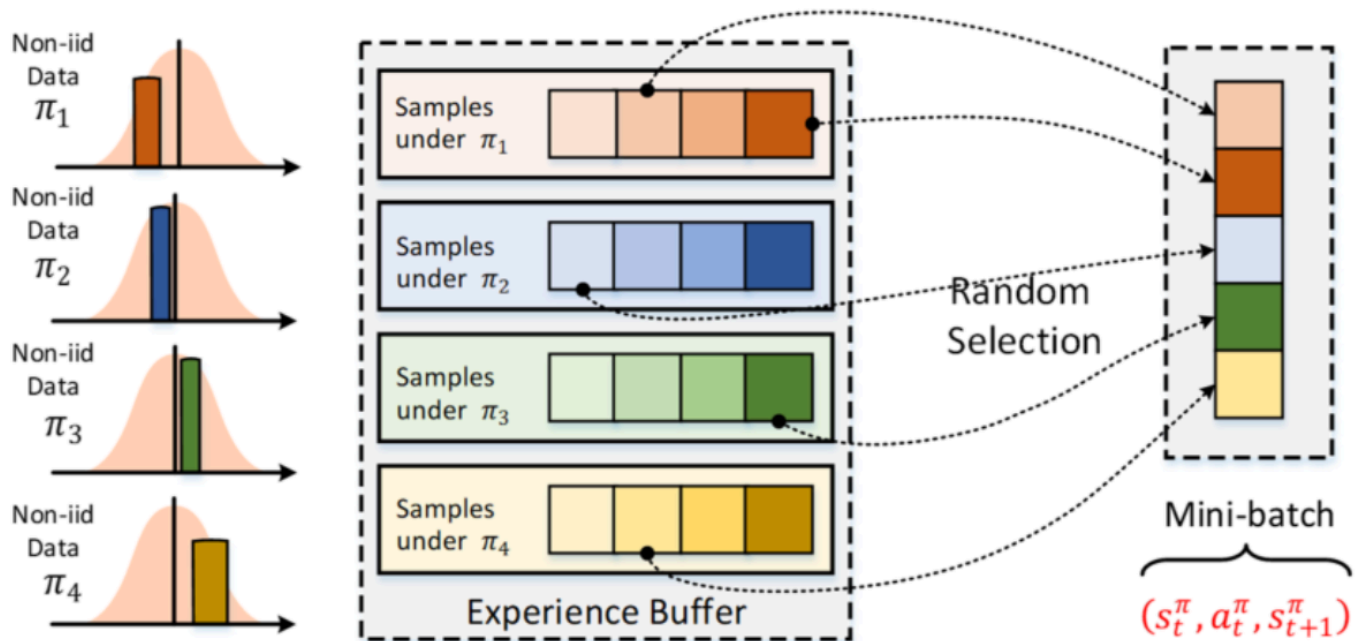 Non-iid
Data
π₁
Non-iid
Data
π₂
Non-iid
Data
π₃
Non-iid
Data
π₄
Samples
under π₁
Samples
under π₂
Samples
under π₃
Samples
under π₄
Experience Buffer
Random
Selection
Mini-batch
(s_t^π, a_t^π, s_{t+1}^π)